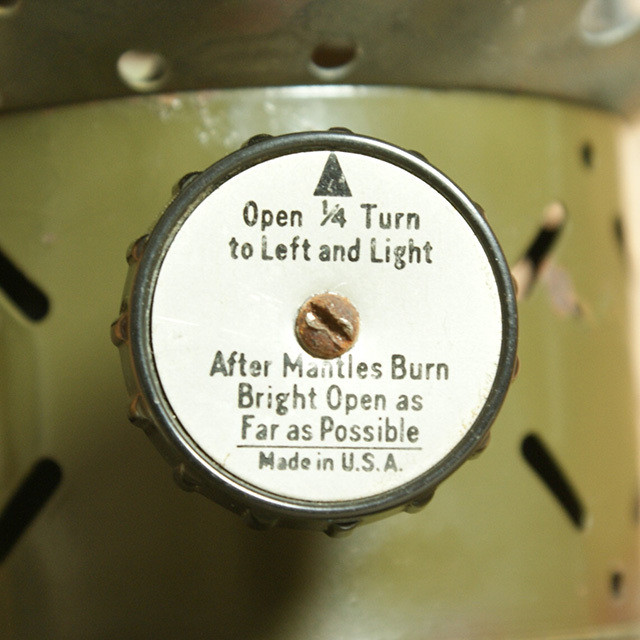 Open ¼ Turn
to Left and Light
After Mantles Burn
Bright Open as
Far as Possible
Made in U.S.A.